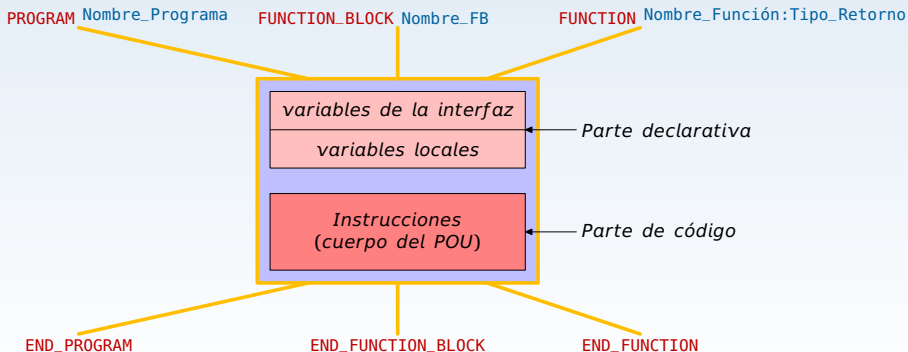 PROGRAM Nombre_Programa
FUNCTION_BLOCK Nombre_FB
FUNCTION Nombre_Función:Tipo_Retorno
variables de la interfaz
variables locales
Parte declarativa
Instrucciones
(cuerpo del POU)
Parte de código
END_PROGRAM
END_FUNCTION_BLOCK
END_FUNCTION